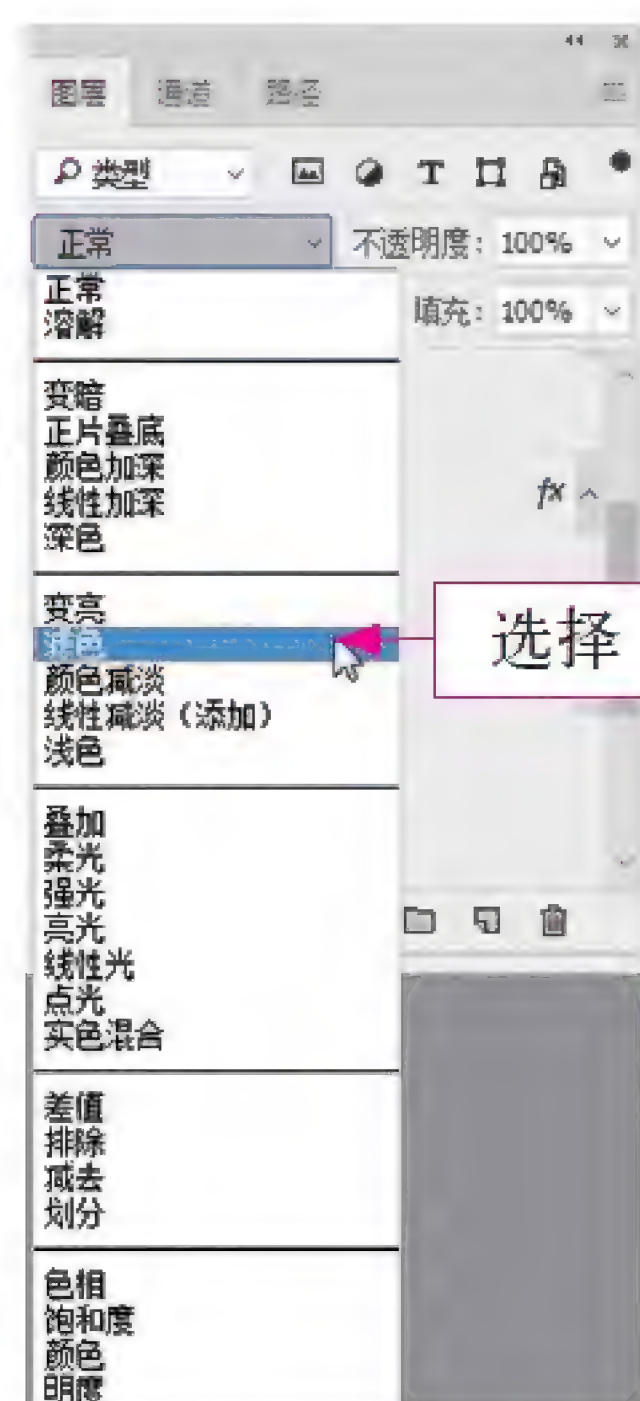 图层 通道 路径
类型 T
正常 不透明度: 100%
正常
溶解
填充: 100%
变暗
正片叠底
颜色加深
线性加深
深色
fx
变亮
滤色
选择
颜色减淡
线性减淡（添加）
浅色
叠加
柔光
强光
亮光
线性光
点光
实色混合
差值
排除
减去
划分
色相
饱和度
颜色
明度